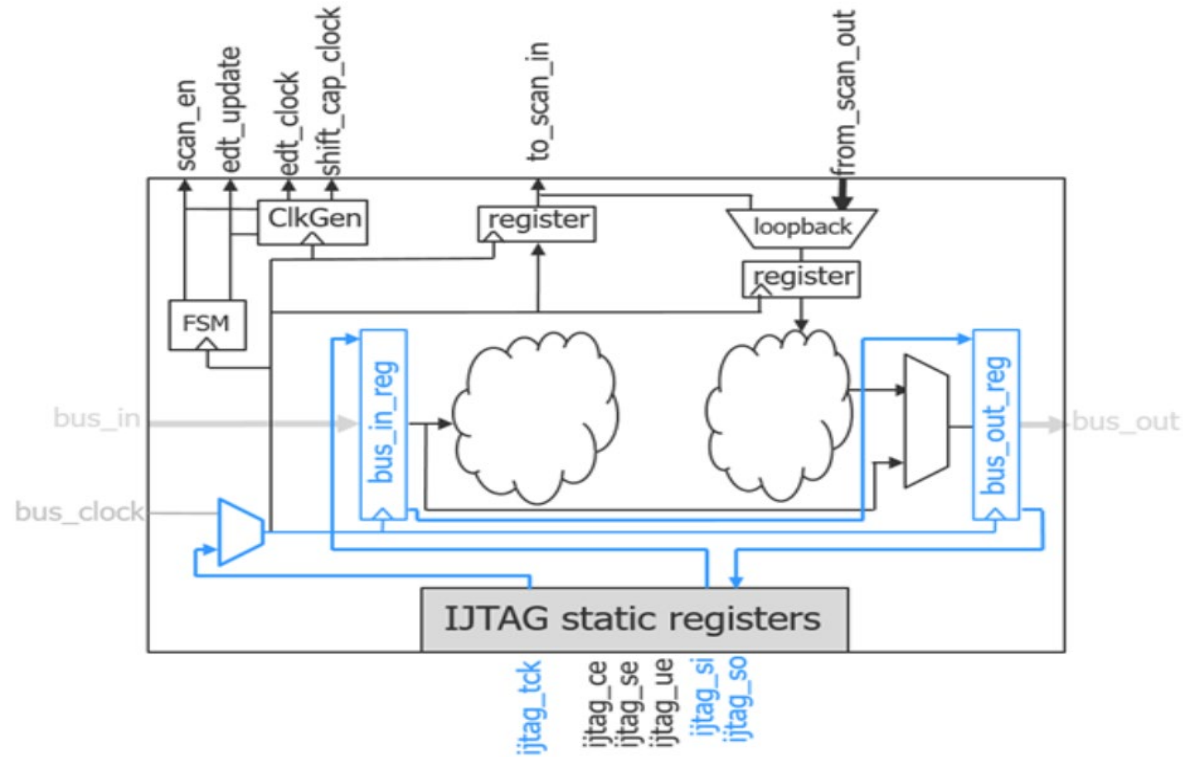 scan_en
edt_update
edt_clock
shift_cap_clock
to_scan_in
from_scan_out
ClkGen
register
loopback
register
FSM
bus_in_reg
bus_out_reg
bus_in
bus_out
bus_clock
IJTAG static registers
ijtag_tck
ijtag_ce
ijtag_se
ijtag_ue
ijtag_si
ijtag_so